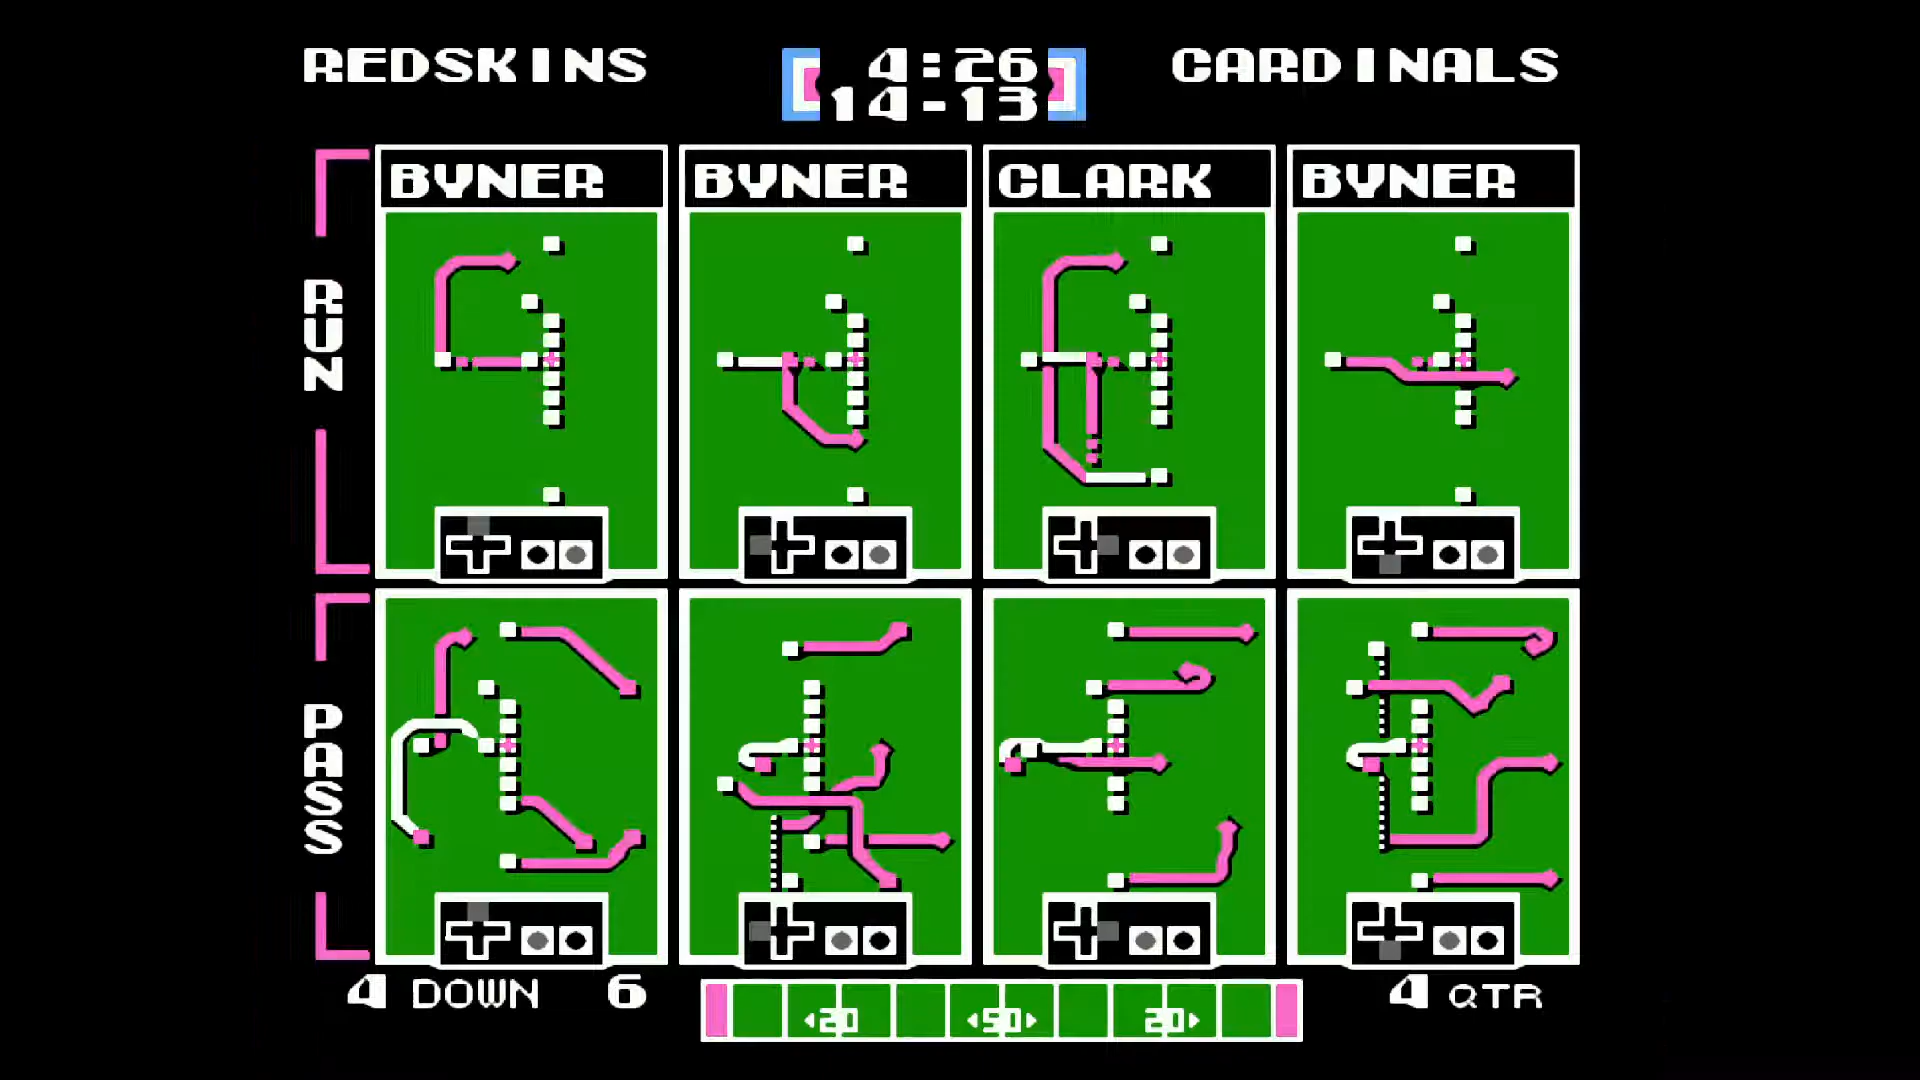 REDSKINS 4:26 CARDINALS
14-13
BYNER BYNER CLARK BYNER
RUN
PASS
4 DOWN 6 4 QTR
◂20 ◂50▸ 20▸